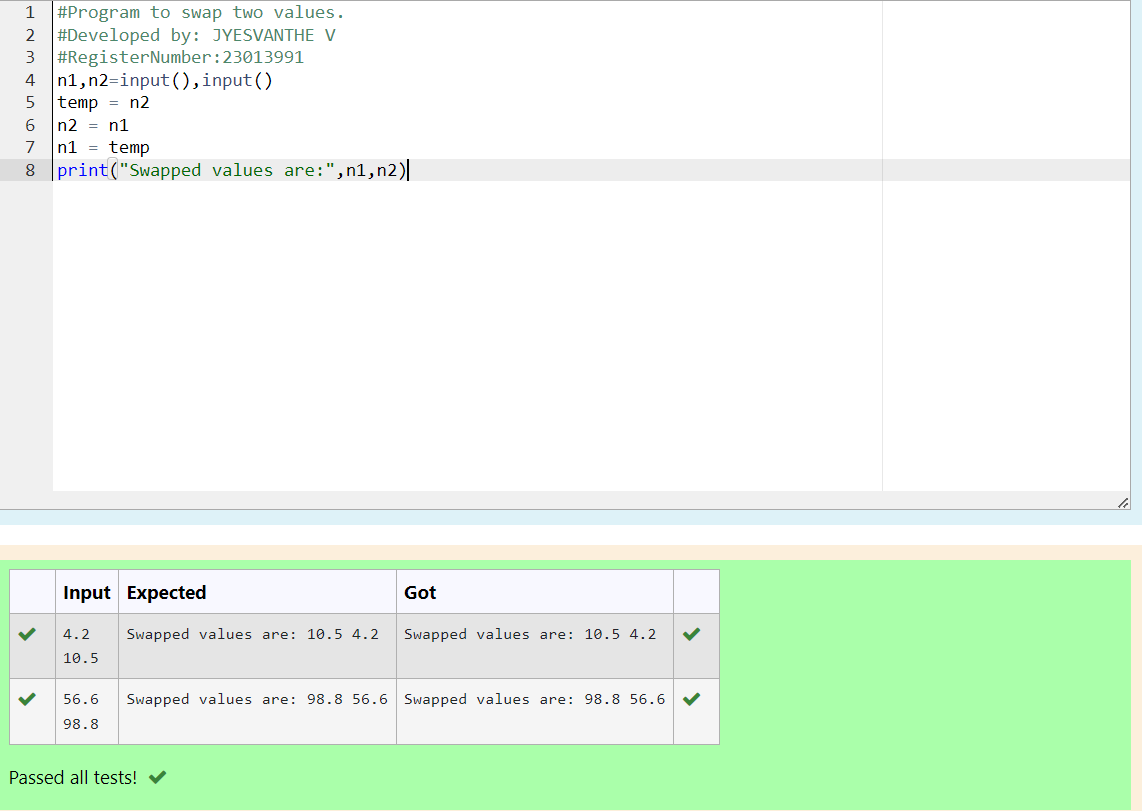 1 #Program to swap two values.
2 #Developed by: JYESVANTHE V
3 #RegisterNumber:23013991
4 n1,n2=input(),input()
5 temp = n2
6 n2 = n1
7 n1 = temp
8 print("Swapped values are:",n1,n2)
Input Expected Got
4.2 Swapped values are: 10.5 4.2 Swapped values are: 10.5 4.2
10.5
56.6 Swapped values are: 98.8 56.6 Swapped values are: 98.8 56.6
98.8
Passed all tests!